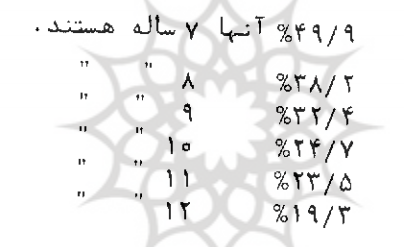 %۴۹/۹ آنها ۷ ساله هستند.
%۳۸/۲ ۸ " "
%۳۲/۴ ۹ " "
%۲۴/۷ ۱۰ " "
%۲۳/۵ ۱۱ " "
%۱۹/۳ ۱۲ " "